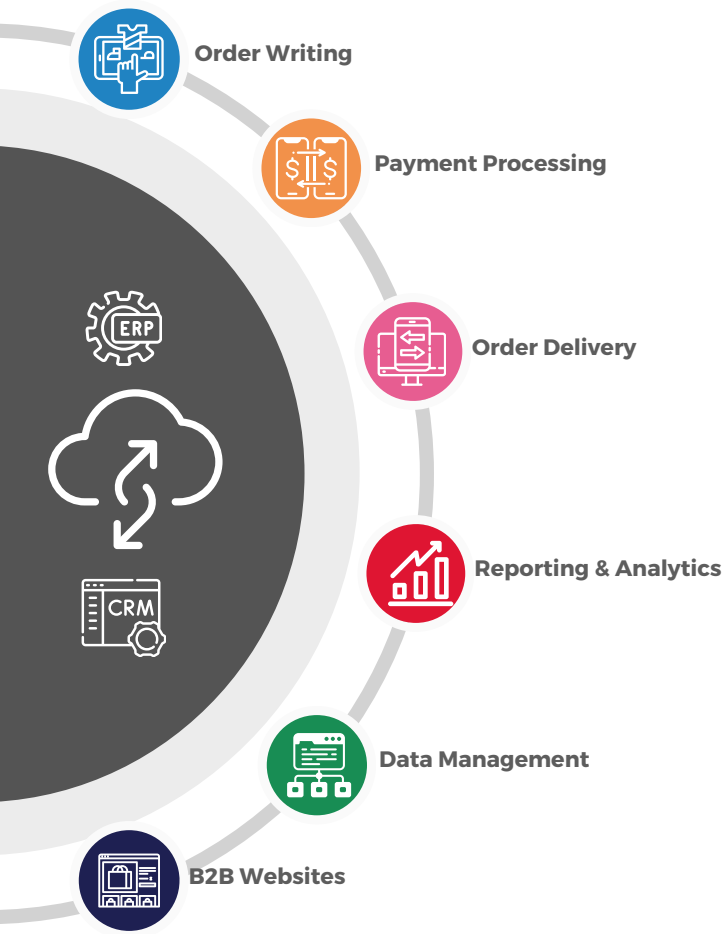 Order Writing
Payment Processing
ERP
Order Delivery
Reporting & Analytics
CRM
Data Management
B2B Websites